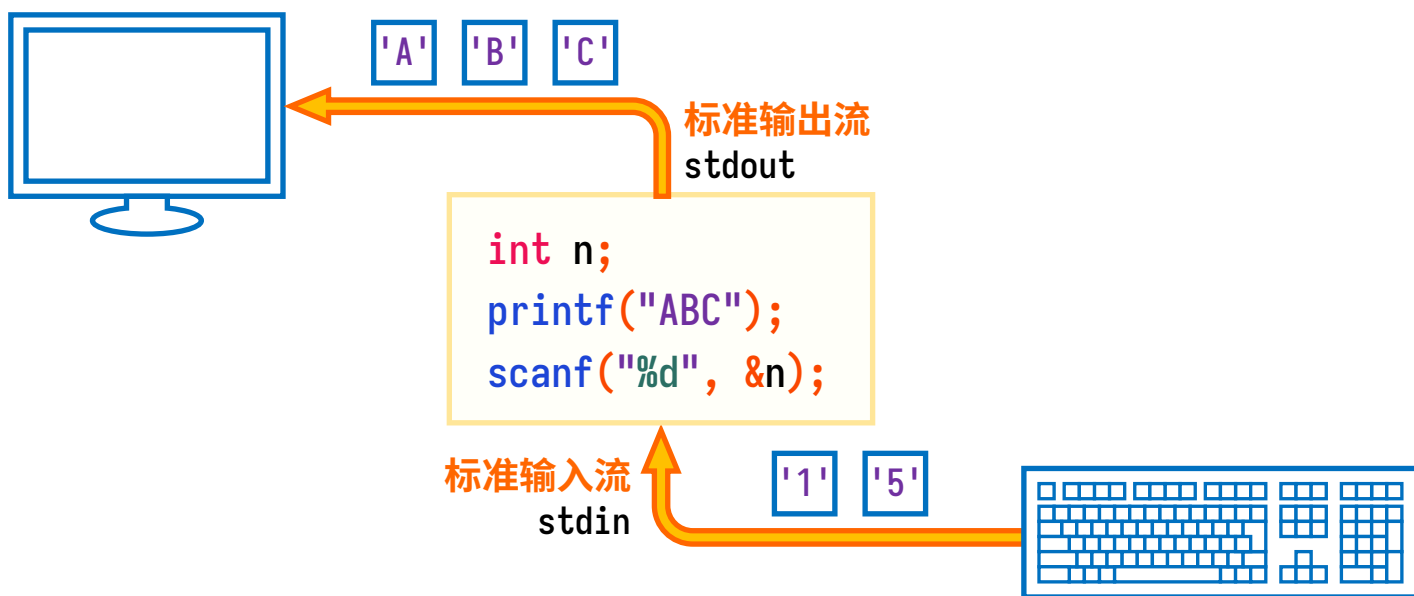 'A' 'B' 'C'
标准输出流
stdout
int n;
printf("ABC");
scanf("%d", &n);
标准输入流
stdin
'1' '5'